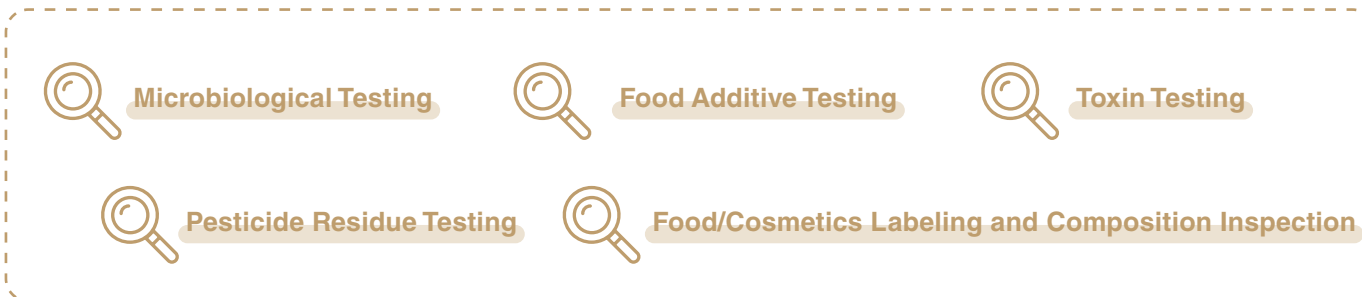 Microbiological Testing
Food Additive Testing
Toxin Testing
Pesticide Residue Testing
Food/Cosmetics Labeling and Composition Inspection